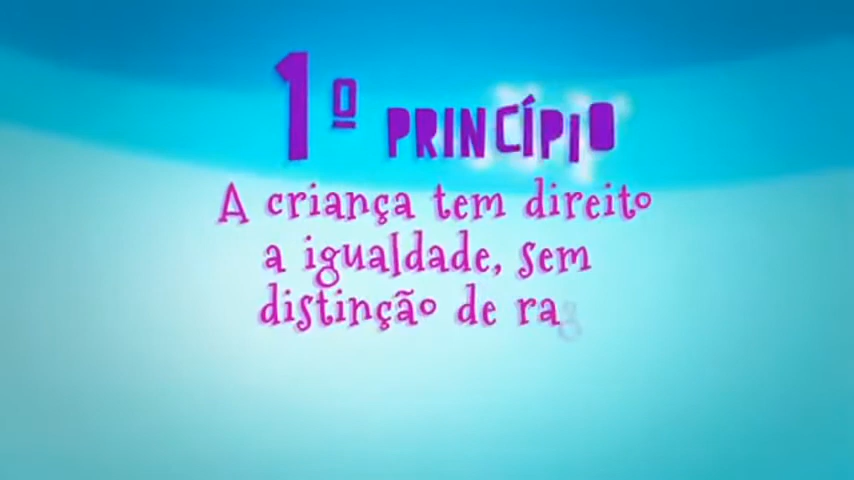 1º PRINCÍPIO
A criança tem direito
a igualdade, sem
distinção de ra